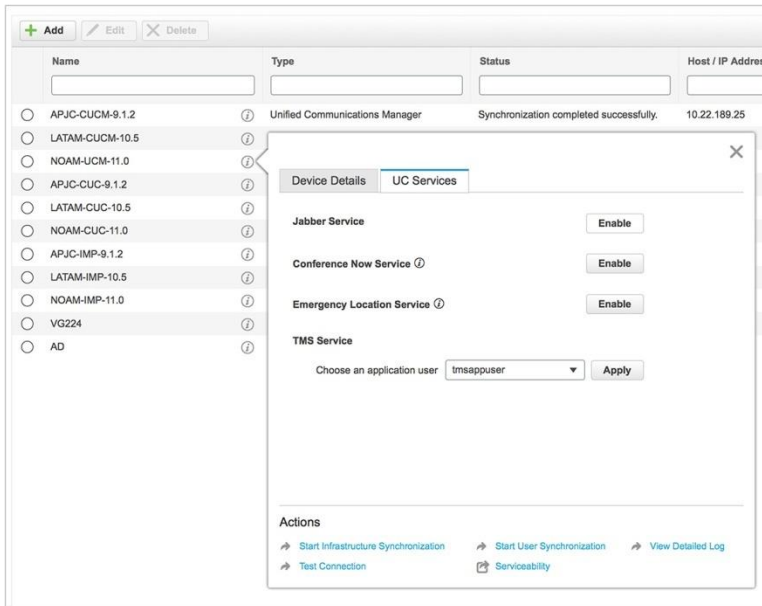 Add Edit Delete
Name Type Status Host / IP Addres
APJC-CUCM-9.1.2 Unified Communications Manager Synchronization completed successfully. 10.22.189.25
LATAM-CUCM-10.5
NOAM-UCM-11.0
APJC-CUC-9.1.2
LATAM-CUC-10.5
NOAM-CUC-11.0
APJC-IMP-9.1.2
LATAM-IMP-10.5
NOAM-IMP-11.0
VG224
AD
Device Details UC Services
Jabber Service Enable
Conference Now Service Enable
Emergency Location Service Enable
TMS Service
Choose an application user tmsappuser Apply
Actions
Start Infrastructure Synchronization Start User Synchronization View Detailed Log
Test Connection Serviceability